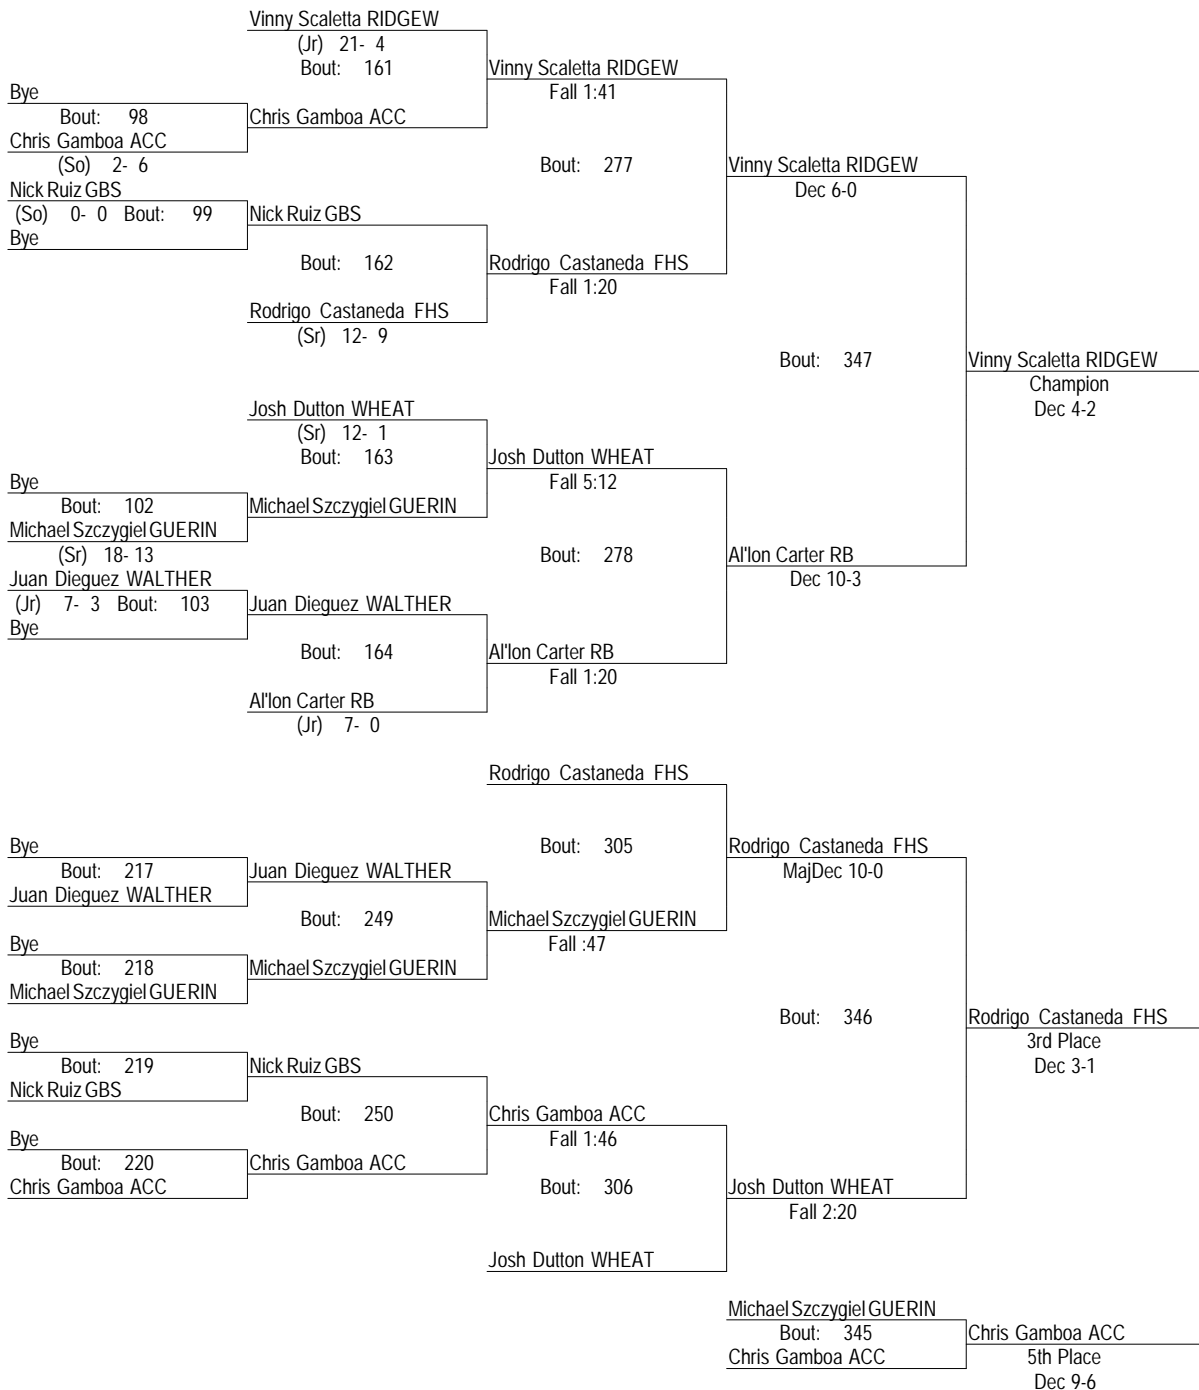 Vinny Scaletta RIDGEW
(Jr) 21- 4
Bout: 161
Vinny Scaletta RIDGEW
Fall 1:41
Bye
Bout: 98
Chris Gamboa ACC
Chris Gamboa ACC
(So) 2- 6
Bout: 277
Vinny Scaletta RIDGEW
Dec 6-0
Nick Ruiz GBS
(So) 0- 0 Bout: 99
Nick Ruiz GBS
Bye
Bout: 162
Rodrigo Castaneda FHS
Fall 1:20
Rodrigo Castaneda FHS
(Sr) 12- 9
Bout: 347
Vinny Scaletta RIDGEW
Champion
Dec 4-2
Josh Dutton WHEAT
(Sr) 12- 1
Bout: 163
Josh Dutton WHEAT
Fall 5:12
Bye
Bout: 102
Michael Szczygiel GUERIN
Michael Szczygiel GUERIN
(Sr) 18- 13
Bout: 278
Al'lon Carter RB
Dec 10-3
Juan Dieguez WALTHER
(Jr) 7- 3 Bout: 103
Juan Dieguez WALTHER
Bye
Bout: 164
Al'lon Carter RB
Fall 1:20
Al'lon Carter RB
(Jr) 7- 0
Rodrigo Castaneda FHS
Bye
Bout: 217
Juan Dieguez WALTHER
Juan Dieguez WALTHER
Bout: 305
Rodrigo Castaneda FHS
MajDec 10-0
Bout: 249
Michael Szczygiel GUERIN
Fall :47
Bye
Bout: 218
Michael Szczygiel GUERIN
Michael Szczygiel GUERIN
Bout: 346
Rodrigo Castaneda FHS
3rd Place
Dec 3-1
Bye
Bout: 219
Nick Ruiz GBS
Nick Ruiz GBS
Bout: 250
Chris Gamboa ACC
Fall 1:46
Bye
Bout: 220
Chris Gamboa ACC
Chris Gamboa ACC
Bout: 306
Josh Dutton WHEAT
Fall 2:20
Josh Dutton WHEAT
Michael Szczygiel GUERIN
Bout: 345
Chris Gamboa ACC
Chris Gamboa ACC
5th Place
Dec 9-6